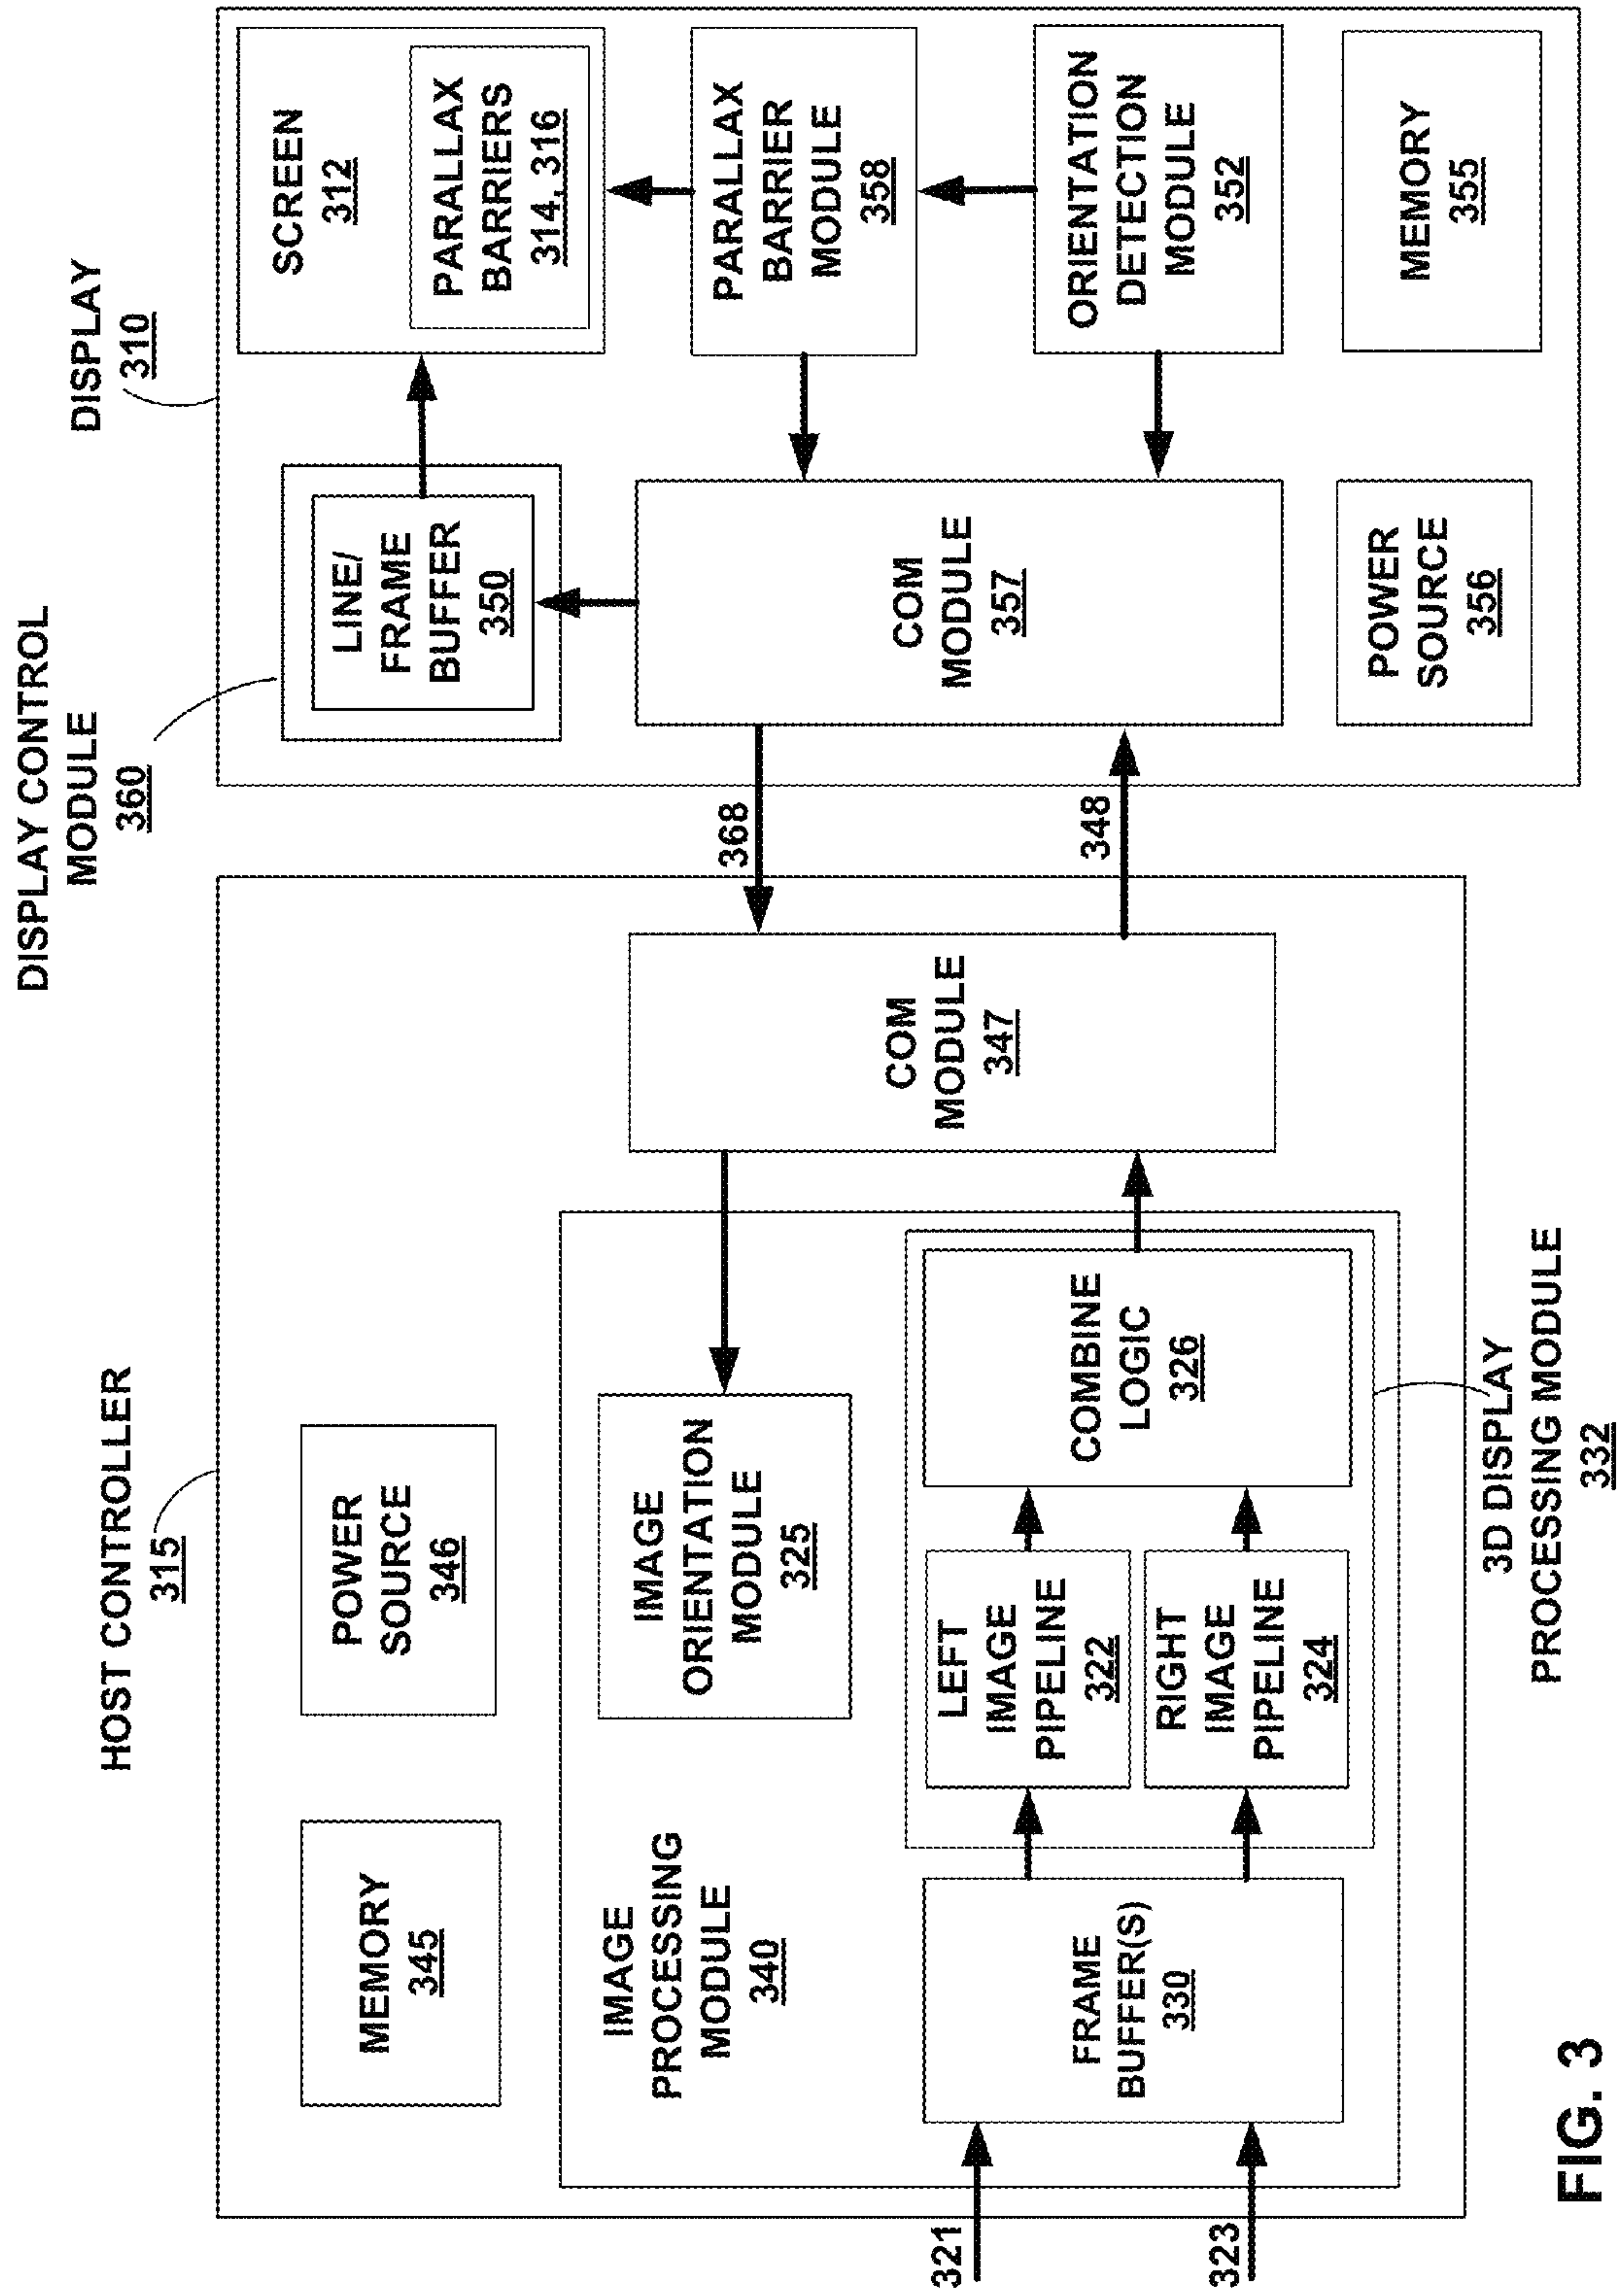 HOST CONTROLLER
315
DISPLAY CONTROL
MODULE
360
DISPLAY
310
MEMORY
345
POWER
SOURCE
346
IMAGE
PROCESSING
MODULE
340
IMAGE
ORIENTATION
MODULE
325
321
323
FRAME
BUFFER(S)
330
LEFT
IMAGE
PIPELINE
322
RIGHT
IMAGE
PIPELINE
324
COMBINE
LOGIC
326
3D DISPLAY
PROCESSING MODULE
332
COM
MODULE
347
368
348
LINE/
FRAME
BUFFER
350
SCREEN
312
PARALLAX
BARRIERS
314, 316
COM
MODULE
357
PARALLAX
BARRIER
MODULE
358
ORIENTATION
DETECTION
MODULE
352
POWER
SOURCE
356
MEMORY
355
FIG. 3